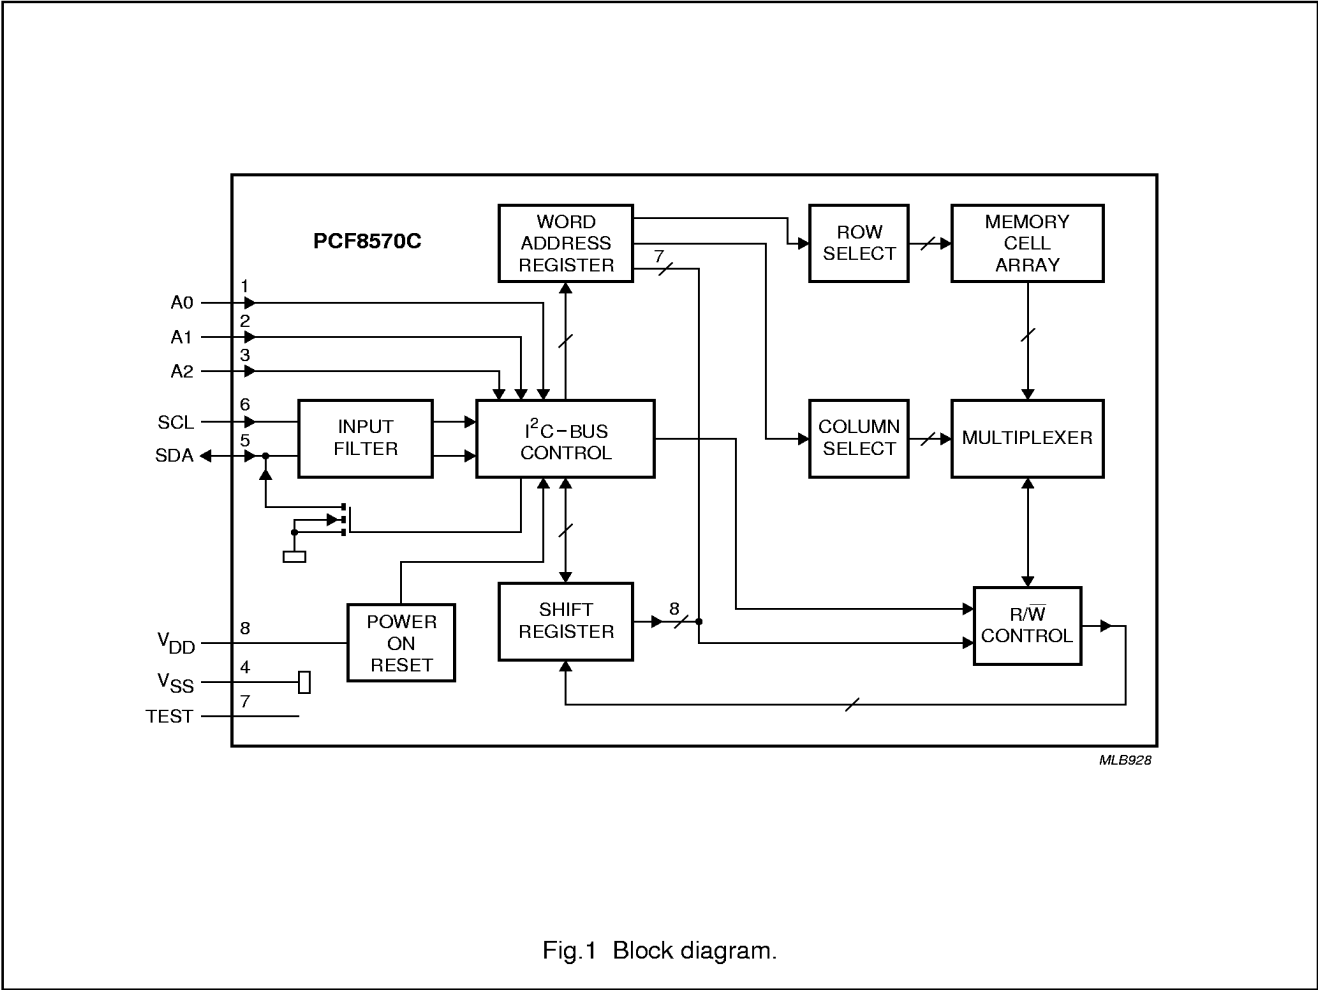 PCF8570C
WORD
ADDRESS
REGISTER
7
ROW
SELECT
MEMORY
CELL
ARRAY
A0
1
A1
2
A2
3
SCL
6
SDA
5
INPUT
FILTER
I²C–BUS
CONTROL
COLUMN
SELECT
MULTIPLEXER
SHIFT
REGISTER
8
R/W̅
CONTROL
POWER
ON
RESET
VDD
8
VSS
4
TEST
7
MLB928
Fig.1 Block diagram.